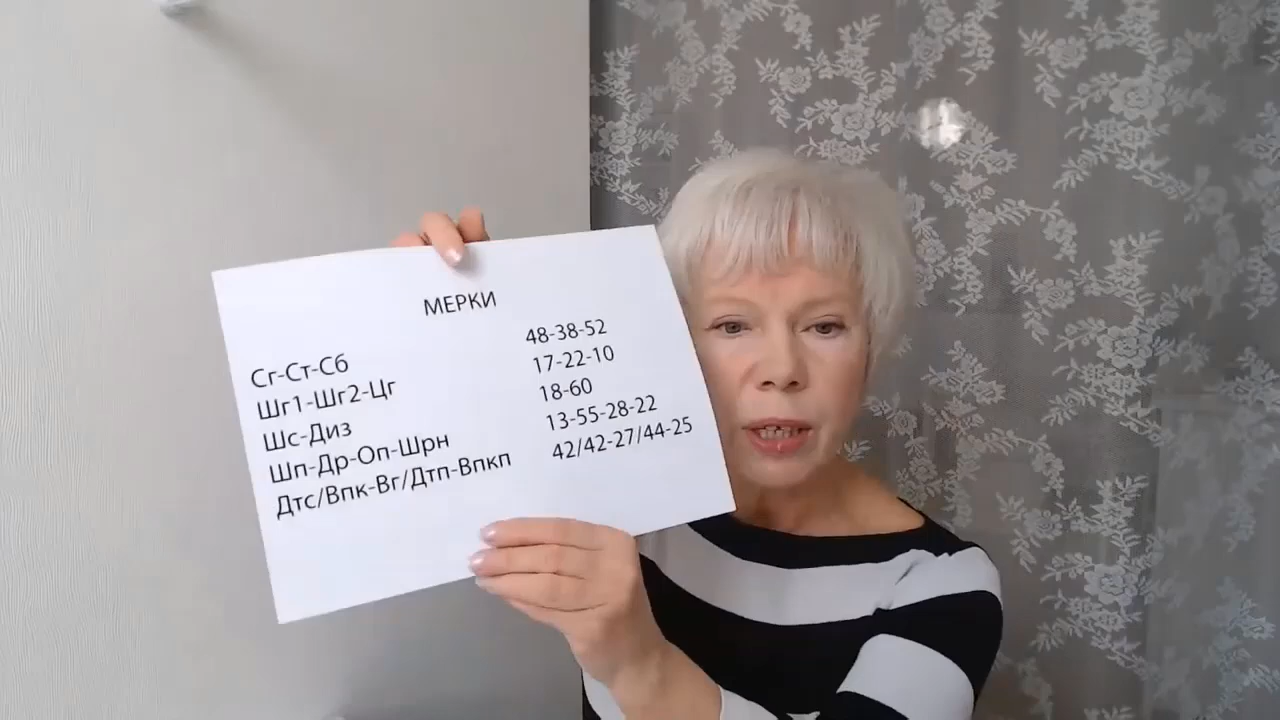 МЕРКИ
Сг-Ст-Сб 48-38-52
Шг1-Шг2-Цг 17-22-10
Шс-Диз 18-60
Шп-Др-Оп-Шрн 13-55-28-22
Дтс/Впк-Вг/Дтп-Впкп 42/42-27/44-25